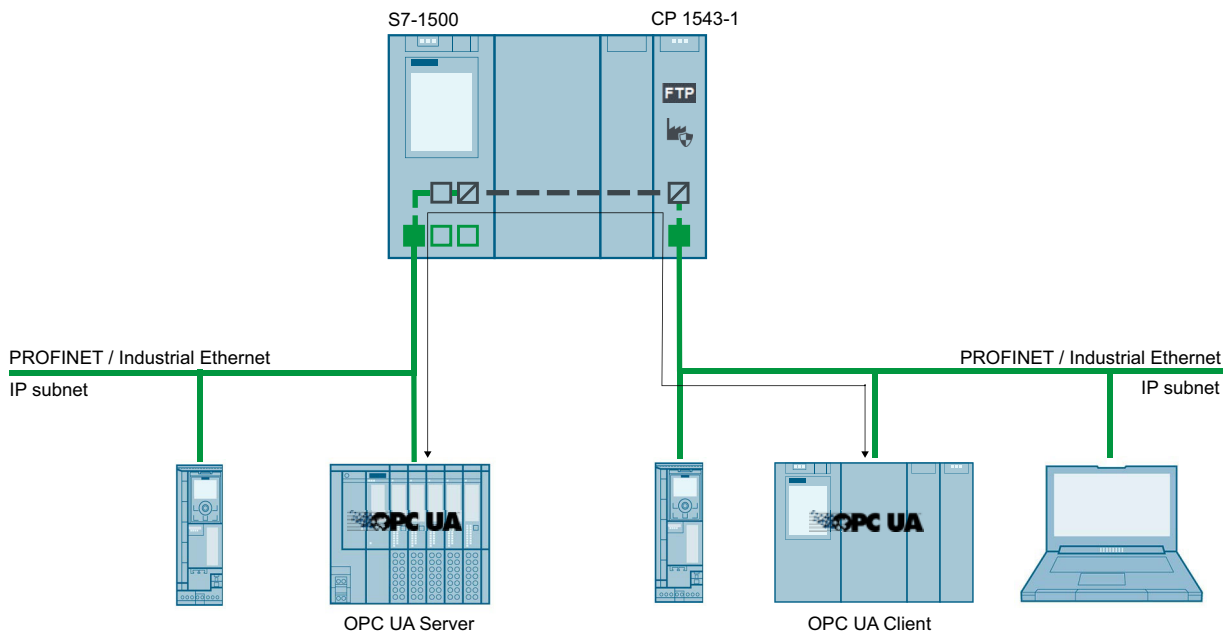 S7-1500
CP 1543-1
FTP
PROFINET / Industrial Ethernet
IP subnet
PROFINET / Industrial Ethernet
IP subnet
OPC UA
OPC UA
OPC UA Server
OPC UA Client